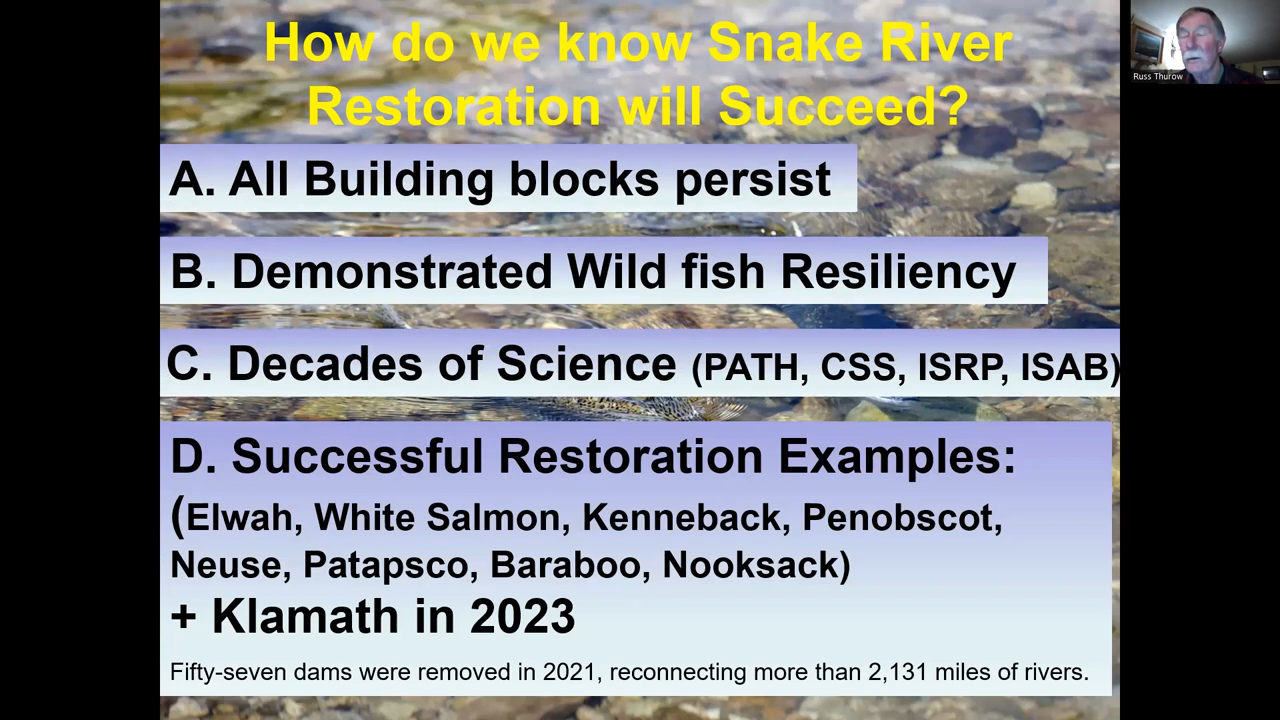 How do we know Snake River
Restoration will Succeed?
Russ Thurow
A. All Building blocks persist
B. Demonstrated Wild fish Resiliency
C. Decades of Science (PATH, CSS, ISRP, ISAB)
D. Successful Restoration Examples:
(Elwah, White Salmon, Kenneback, Penobscot,
Neuse, Patapsco, Baraboo, Nooksack)
+ Klamath in 2023
Fifty-seven dams were removed in 2021, reconnecting more than 2,131 miles of rivers.